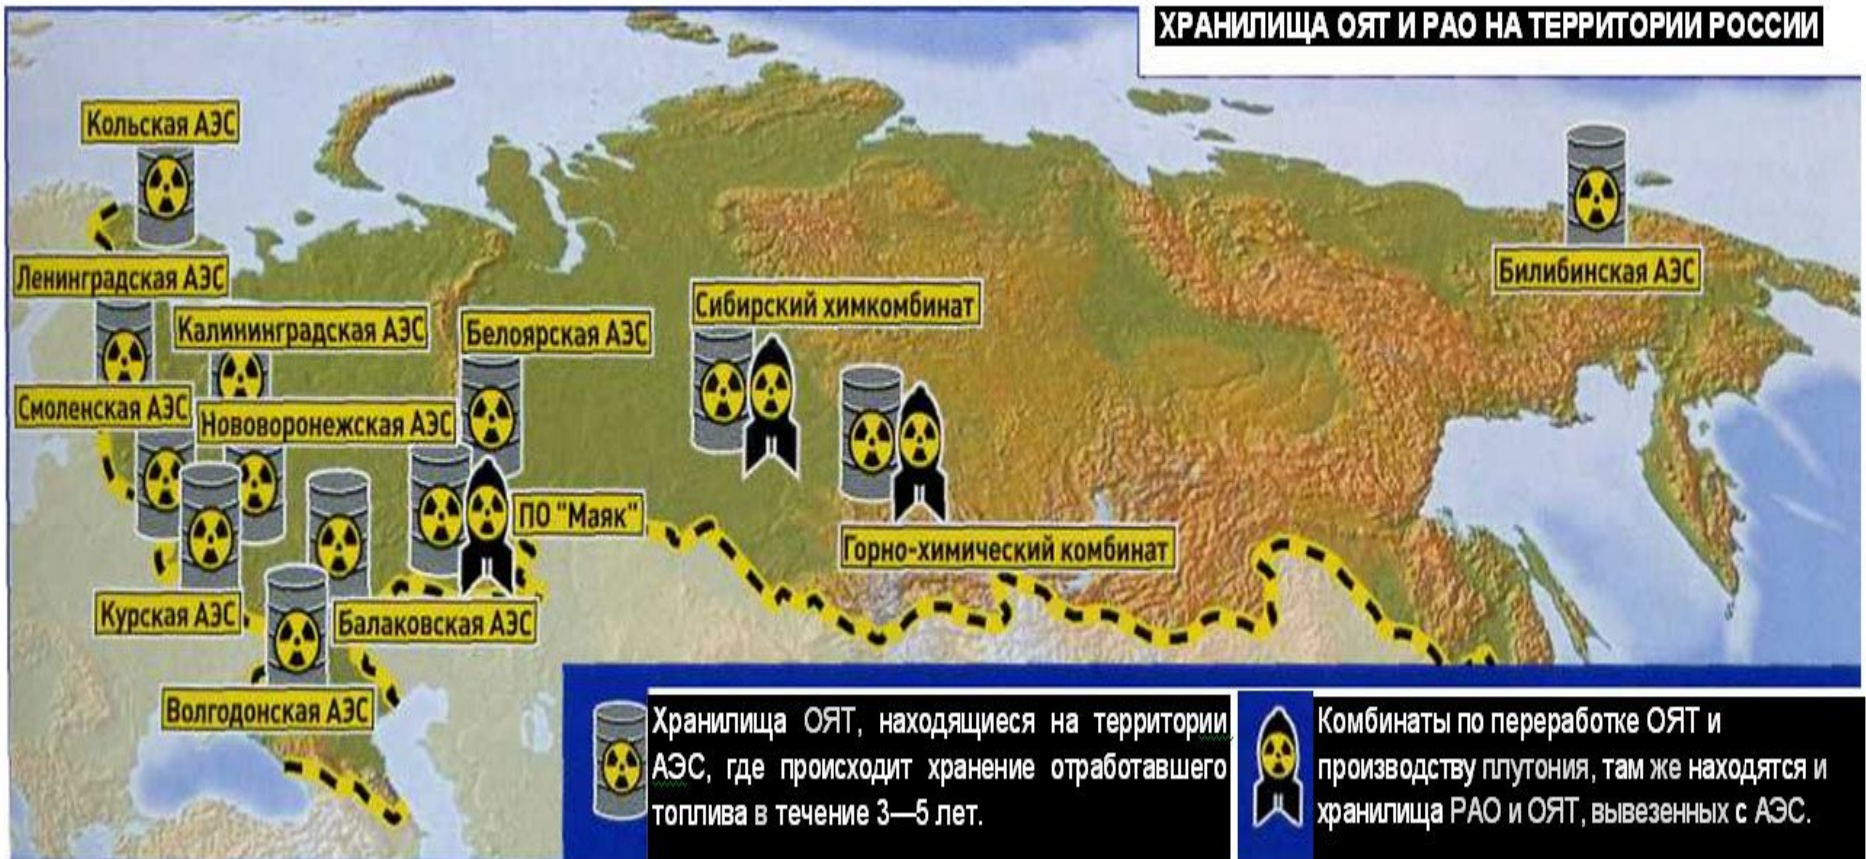 ХРАНИЛИЩА ОЯТ И РАО НА ТЕРРИТОРИИ РОССИИ
Кольская АЭС
Ленинградская АЭС
Билибинская АЭС
Калининградская АЭС
Белоярская АЭС
Сибирский химкомбинат
Смоленская АЭС
Нововоронежская АЭС
ПО "Маяк"
Горно-химический комбинат
Курская АЭС
Балаковская АЭС
Волгодонская АЭС
Хранилища ОЯТ, находящиеся на территории
АЭС, где происходит хранение отработавшего
топлива в течение 3—5 лет.
Комбинаты по переработке ОЯТ и
производству плутония, там же находятся и
хранилища РАО и ОЯТ, вывезенных с АЭС.